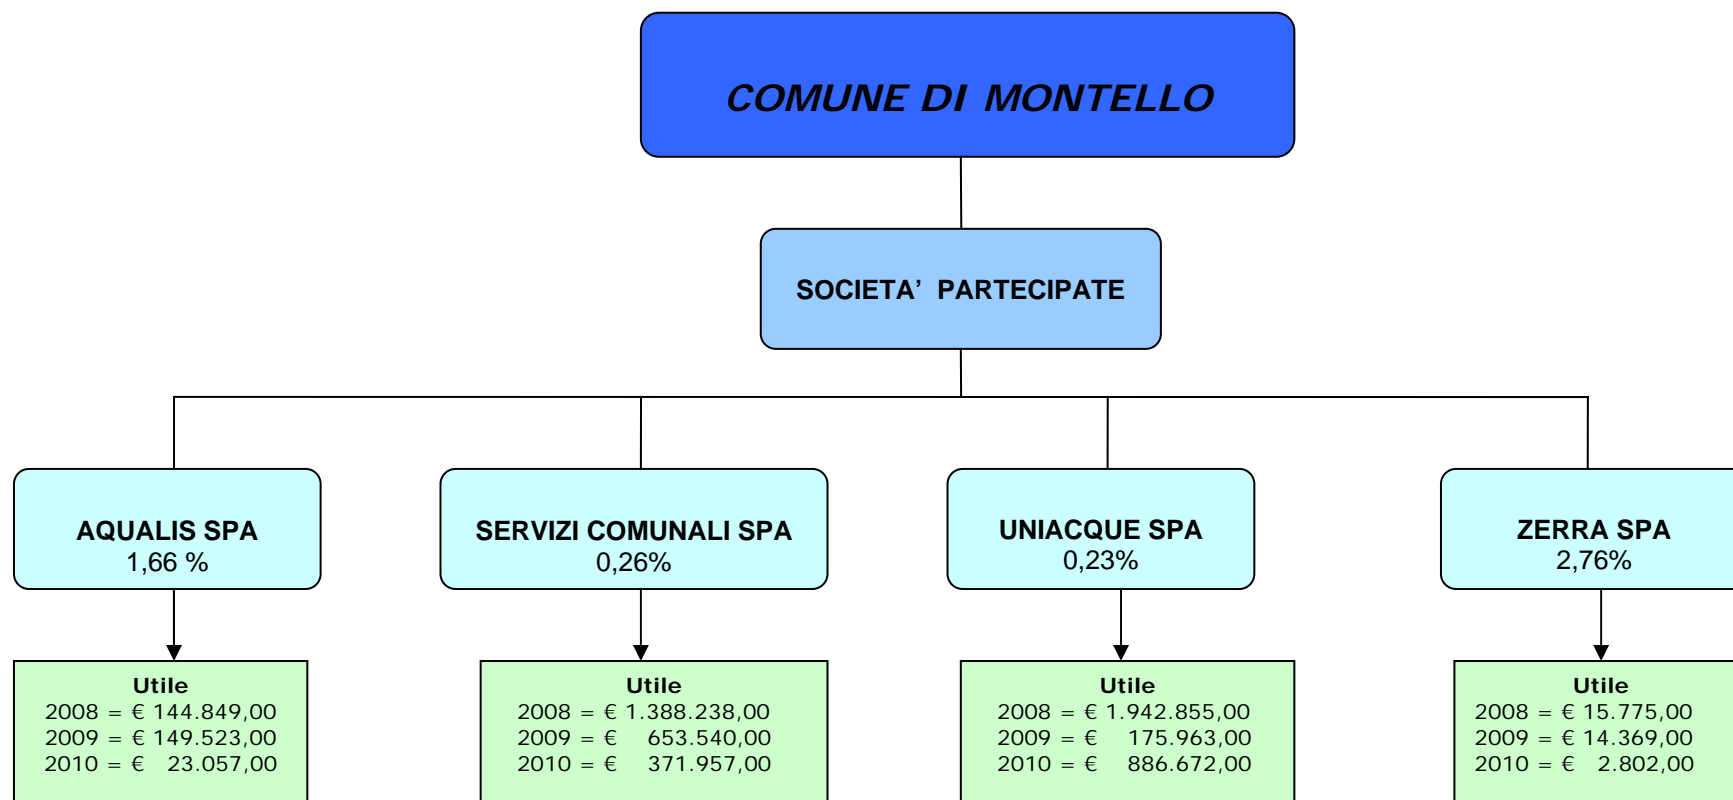 COMUNE DI MONTELLO
SOCIETA’ PARTECIPATE
AQUALIS SPA
1,66 %
SERVIZI COMUNALI SPA
0,26%
UNIACQUE SPA
0,23%
ZERRA SPA
2,76%
Utile
2008 = € 144.849,00
2009 = € 149.523,00
2010 = € 23.057,00
Utile
2008 = € 1.388.238,00
2009 = € 653.540,00
2010 = € 371.957,00
Utile
2008 = € 1.942.855,00
2009 = € 175.963,00
2010 = € 886.672,00
Utile
2008 = € 15.775,00
2009 = € 14.369,00
2010 = € 2.802,00